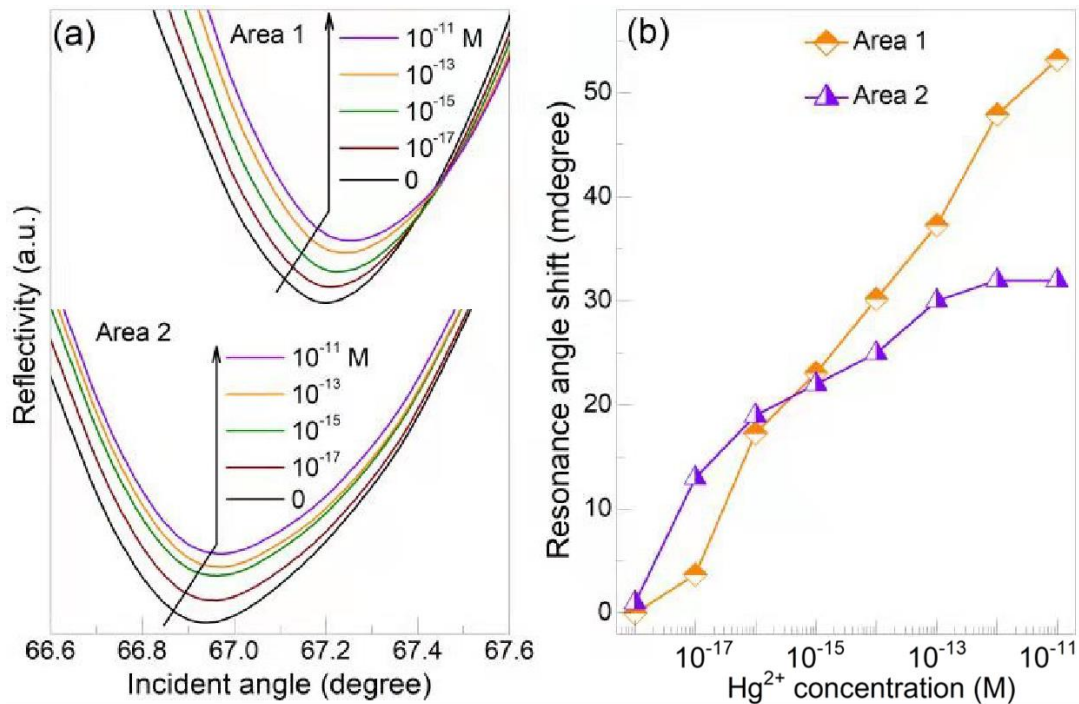 (a)
Area 1
10⁻¹¹ M
10⁻¹³
10⁻¹⁵
10⁻¹⁷
0
Area 2
10⁻¹¹ M
10⁻¹³
10⁻¹⁵
10⁻¹⁷
0
Reflectivity (a.u.)
66.6 66.8 67.0 67.2 67.4 67.6
Incident angle (degree)
(b)
Area 1
Area 2
Resonance angle shift (mdegree)
50
40
30
20
10
0
10⁻¹⁷ 10⁻¹⁵ 10⁻¹³ 10⁻¹¹
Hg²⁺ concentration (M)